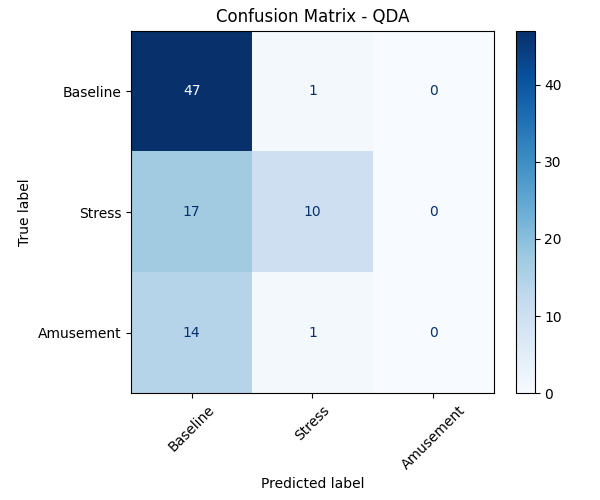 Confusion Matrix - QDA
True label
Baseline 47 1 0
Stress 17 10 0
Amusement 14 1 0
Baseline Stress Amusement
Predicted label
40
30
20
10
0